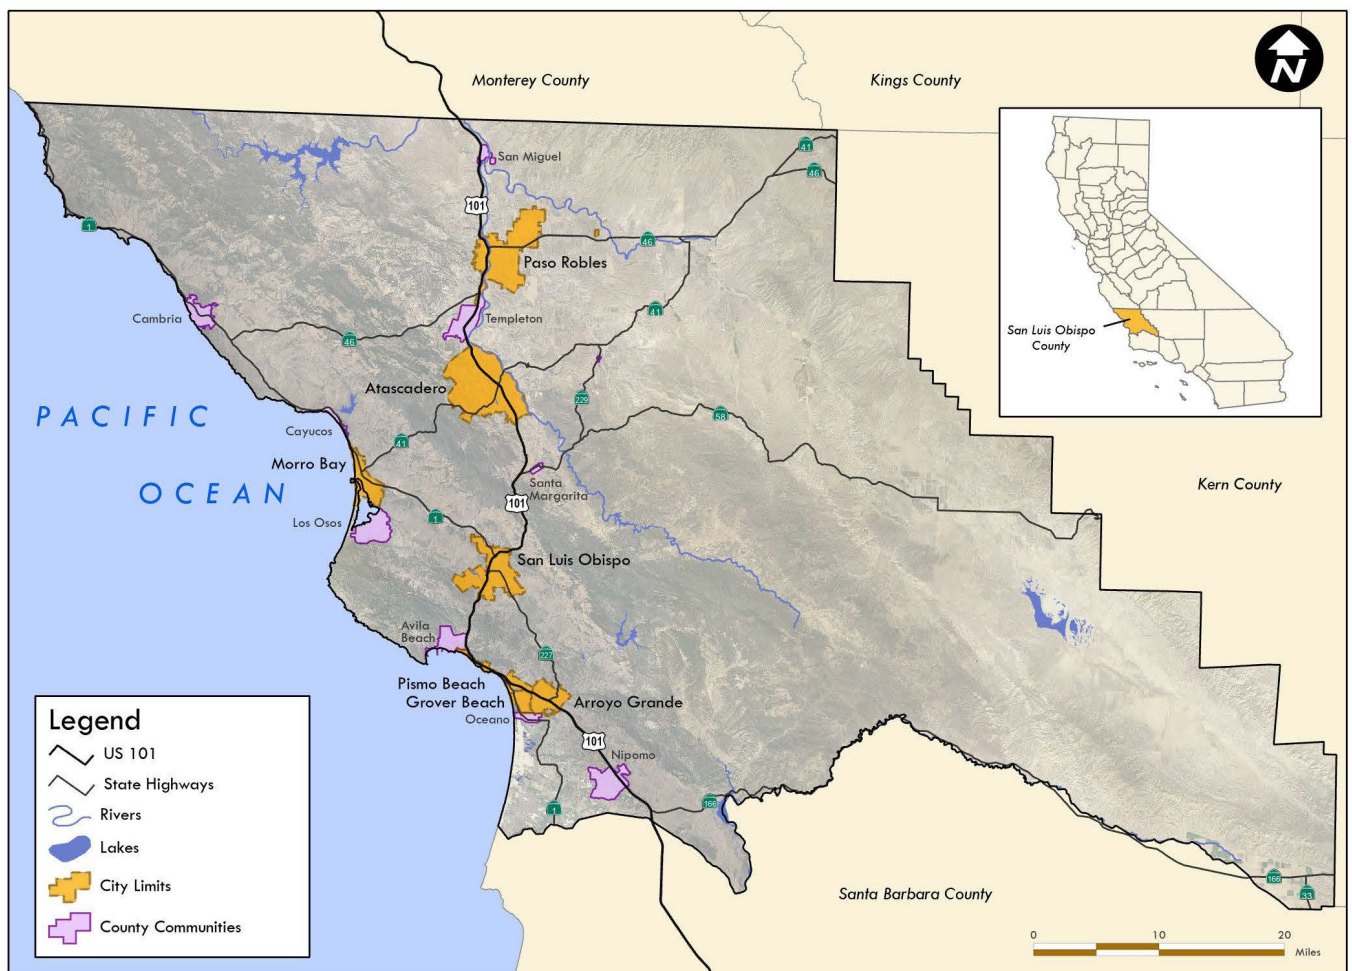 Monterey County
Kings County
N
41
San Miguel
46
101
1
46
Paso Robles
41
Cambria
Templeton
46
San Luis Obispo
County
Atascadero
229
58
PACIFIC
Cayucos
41
Morro Bay
OCEAN
Santa
Margarita
Kern County
101
Los Osos
1
San Luis Obispo
Avila
Beach
227
Pismo Beach
Grover Beach
Arroyo Grande
Oceano
101
Nipomo
1
166
Santa Barbara County
166
33
Legend
US 101
State Highways
Rivers
Lakes
City Limits
County Communities
0 10 20
Miles